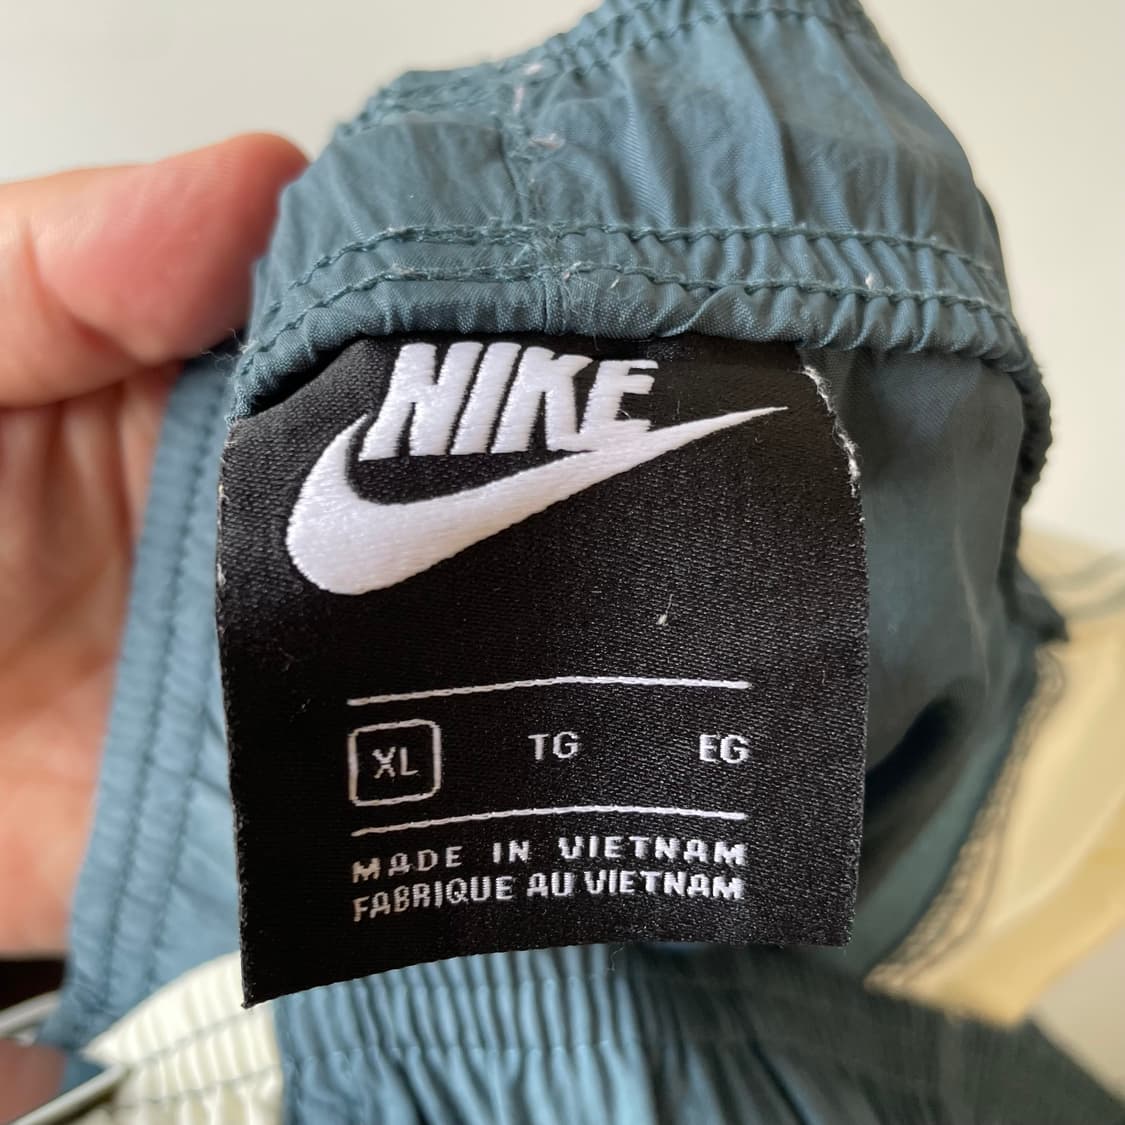 NIKE
XL TG EG
MADE IN VIETNAM
FABRIQUE AU VIETNAM